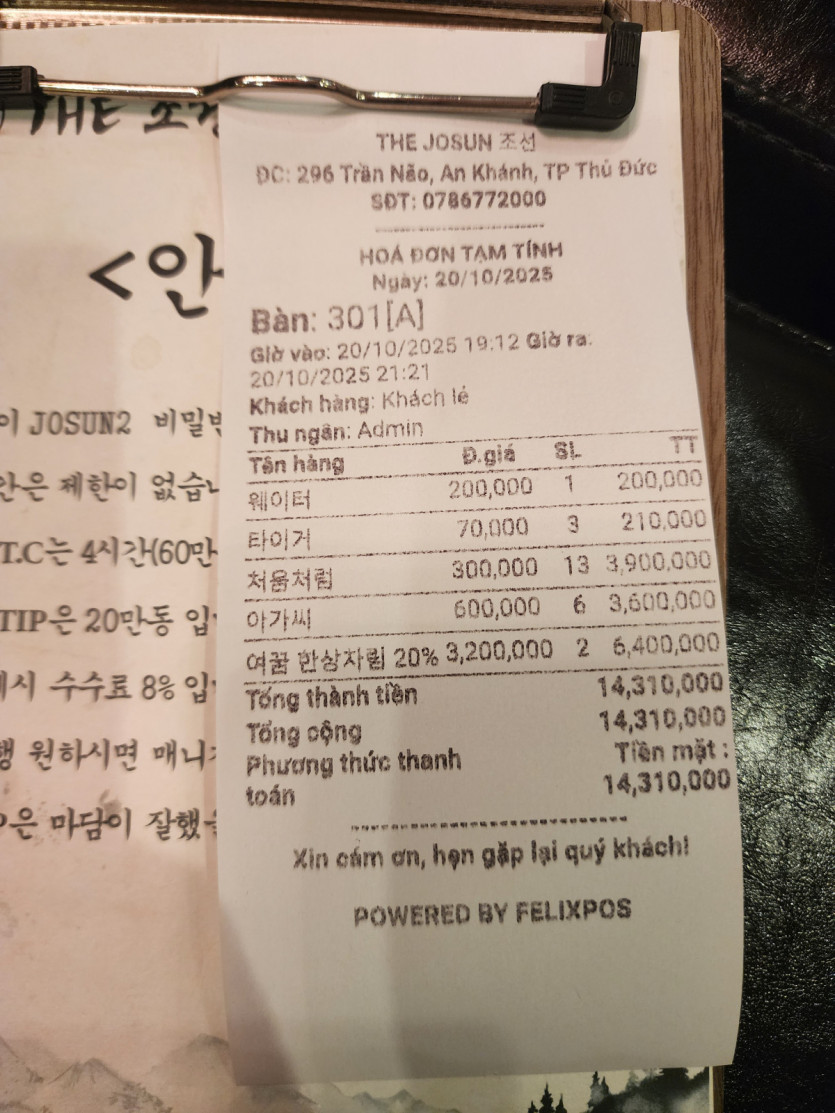 THE 조선
<안
이 JOSUN2 비밀
안은 제한이 없습
T.C는 4시간(60만
TIP은 20만동 입
시 수수료 8% 입
행 원하시면 매니
은 마담이 잘했
THE JOSUN 조선
ĐC: 296 Trần Não, An Khánh, TP Thủ Đức
SĐT: 0786772000
HOÁ ĐƠN TẠM TÍNH
Ngày: 20/10/2025
Bàn: 301[A]
Giờ vào: 20/10/2025 19:12 Giờ ra:
20/10/2025 21:21
Khách hàng: Khách lẻ
Thu ngân: Admin
Tên hàng Đ.giá SL TT
웨이터 200,000 1 200,000
타이거 70,000 3 210,000
처음처럼 300,000 13 3,900,000
아가씨 600,000 6 3,600,000
여꿈 한상차림 20% 3,200,000 2 6,400,000
Tổng thành tiền 14,310,000
Tổng cộng 14,310,000
Phương thức thanh Tiền mặt :
toán 14,310,000
Xin cám ơn, hẹn gặp lại quý khách!
POWERED BY FELIXPOS